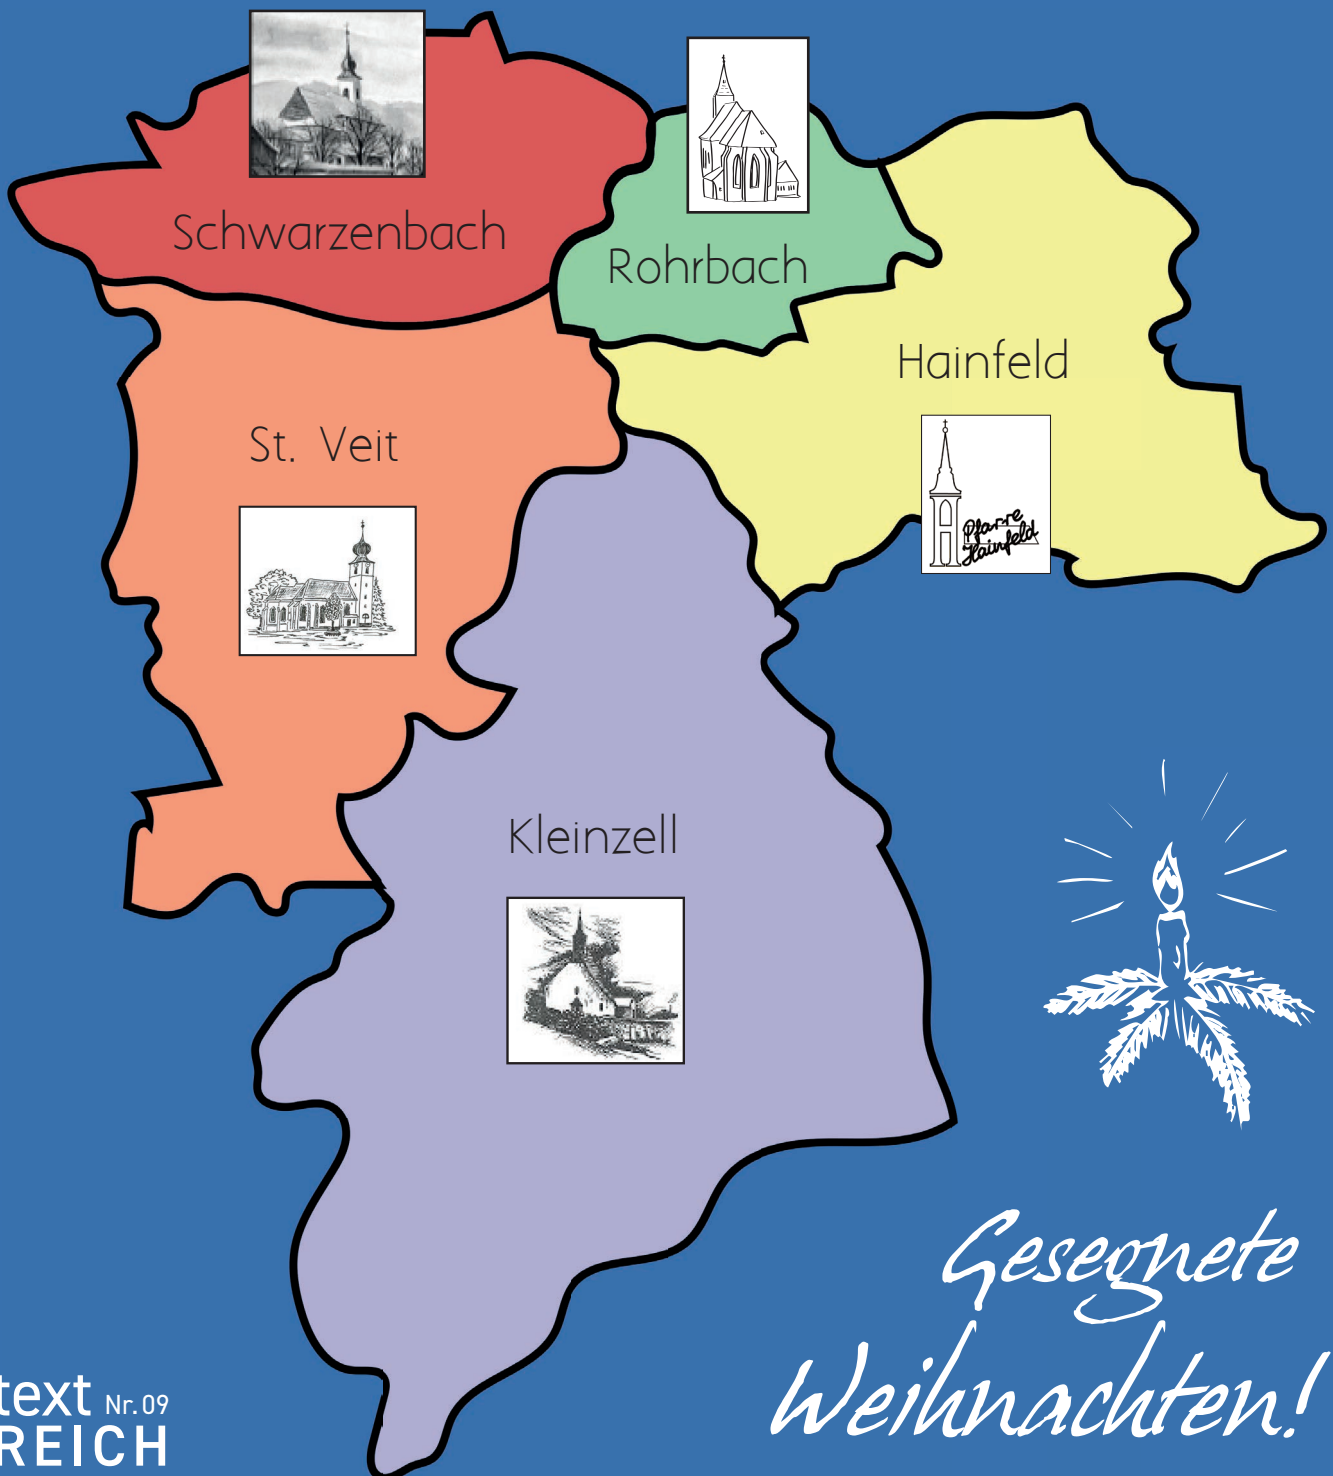 Schwarzenbach
Rohrbach
Hainfeld
St. Veit
Pfarre
Hainfeld
Kleinzell
Gesegnete
Weihnachten!
text Nr.09
REICH